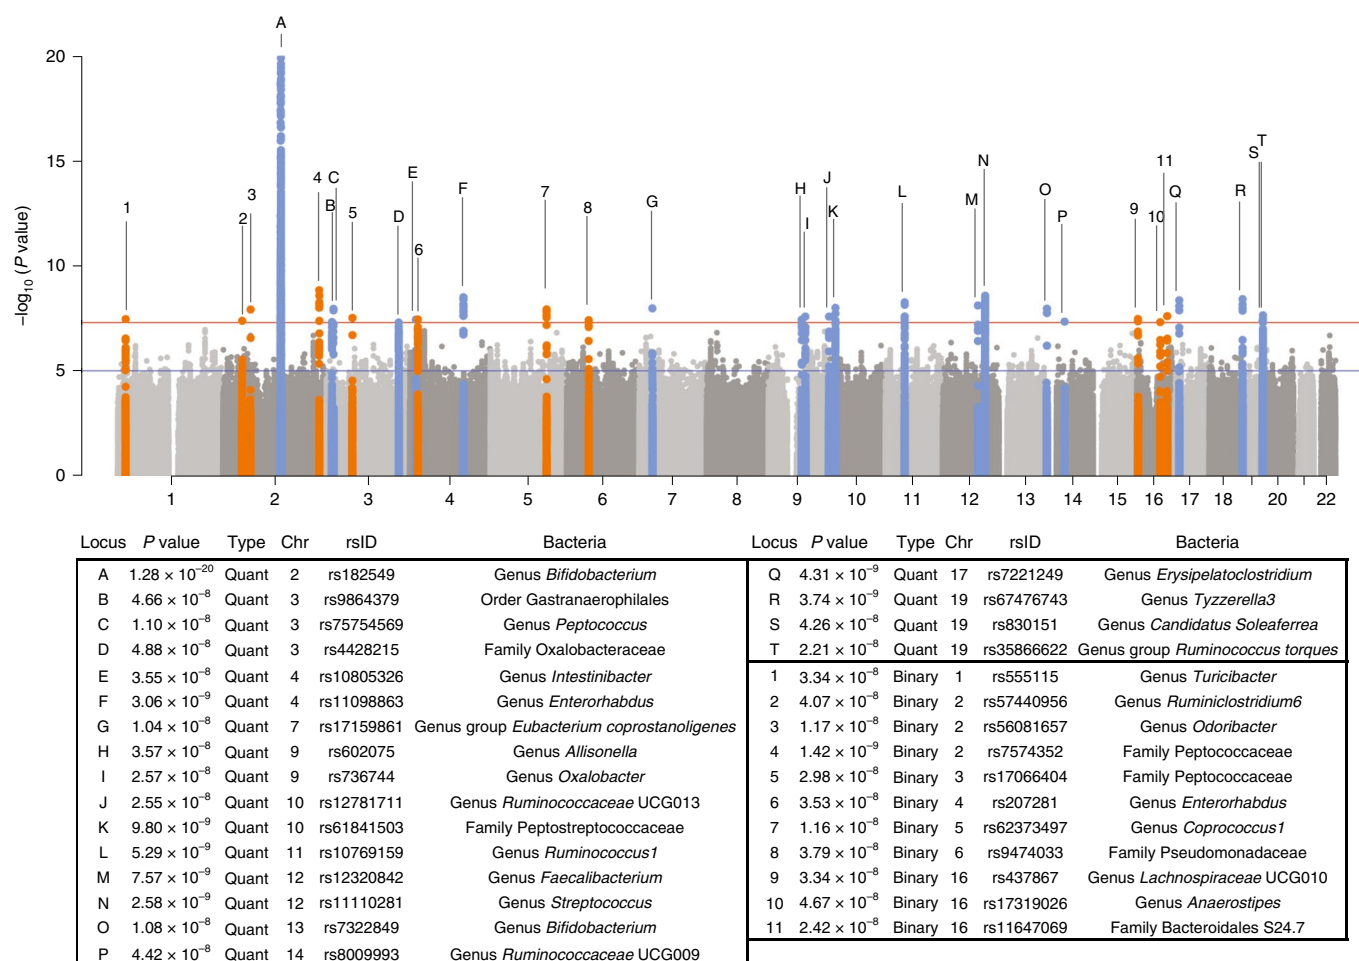 A
20
15
10
5
0
−log10 (P value)
1
2
3
4
C
B
5
D
E
6
F
7
8
G
H
I
J
K
L
M
N
O
P
9
10
11
Q
R
S
T
1 2 3 4 5 6 7 8 9 10 11 12 13 14 15 16 17 18 20 22
Locus P value Type Chr rsID Bacteria
A 1.28 × 10−20 Quant 2 rs182549 Genus Bifidobacterium
B 4.66 × 10−8 Quant 3 rs9864379 Order Gastranaerophilales
C 1.10 × 10−8 Quant 3 rs75754569 Genus Peptococcus
D 4.88 × 10−8 Quant 3 rs4428215 Family Oxalobacteraceae
E 3.55 × 10−8 Quant 4 rs10805326 Genus Intestinibacter
F 3.06 × 10−9 Quant 4 rs11098863 Genus Enterorhabdus
G 1.04 × 10−8 Quant 7 rs17159861 Genus group Eubacterium coprostanoligenes
H 3.57 × 10−8 Quant 9 rs602075 Genus Allisonella
I 2.57 × 10−8 Quant 9 rs736744 Genus Oxalobacter
J 2.55 × 10−8 Quant 10 rs12781711 Genus Ruminococcaceae UCG013
K 9.80 × 10−9 Quant 10 rs61841503 Family Peptostreptococcaceae
L 5.29 × 10−9 Quant 11 rs10769159 Genus Ruminococcus1
M 7.57 × 10−9 Quant 12 rs12320842 Genus Faecalibacterium
N 2.58 × 10−9 Quant 12 rs11110281 Genus Streptococcus
O 1.08 × 10−8 Quant 13 rs7322849 Genus Bifidobacterium
P 4.42 × 10−8 Quant 14 rs8009993 Genus Ruminococcaceae UCG009
Locus P value Type Chr rsID Bacteria
Q 4.31 × 10−9 Quant 17 rs7221249 Genus Erysipelatoclostridium
R 3.74 × 10−9 Quant 19 rs67476743 Genus Tyzzerella3
S 4.26 × 10−8 Quant 19 rs830151 Genus Candidatus Soleaferrea
T 2.21 × 10−8 Quant 19 rs35866622 Genus group Ruminococcus torques
1 3.34 × 10−8 Binary 1 rs555115 Genus Turicibacter
2 4.07 × 10−8 Binary 2 rs57440956 Genus Ruminiclostridium6
3 1.17 × 10−8 Binary 2 rs56081657 Genus Odoribacter
4 1.42 × 10−9 Binary 2 rs7574352 Family Peptococcaceae
5 2.98 × 10−8 Binary 3 rs17066404 Family Peptococcaceae
6 3.53 × 10−8 Binary 4 rs207281 Genus Enterorhabdus
7 1.16 × 10−8 Binary 5 rs62373497 Genus Coprococcus1
8 3.79 × 10−8 Binary 6 rs9474033 Family Pseudomonadaceae
9 3.34 × 10−8 Binary 16 rs437867 Genus Lachnospiraceae UCG010
10 4.67 × 10−8 Binary 16 rs17319026 Genus Anaerostipes
11 2.42 × 10−8 Binary 16 rs11647069 Family Bacteroidales S24.7